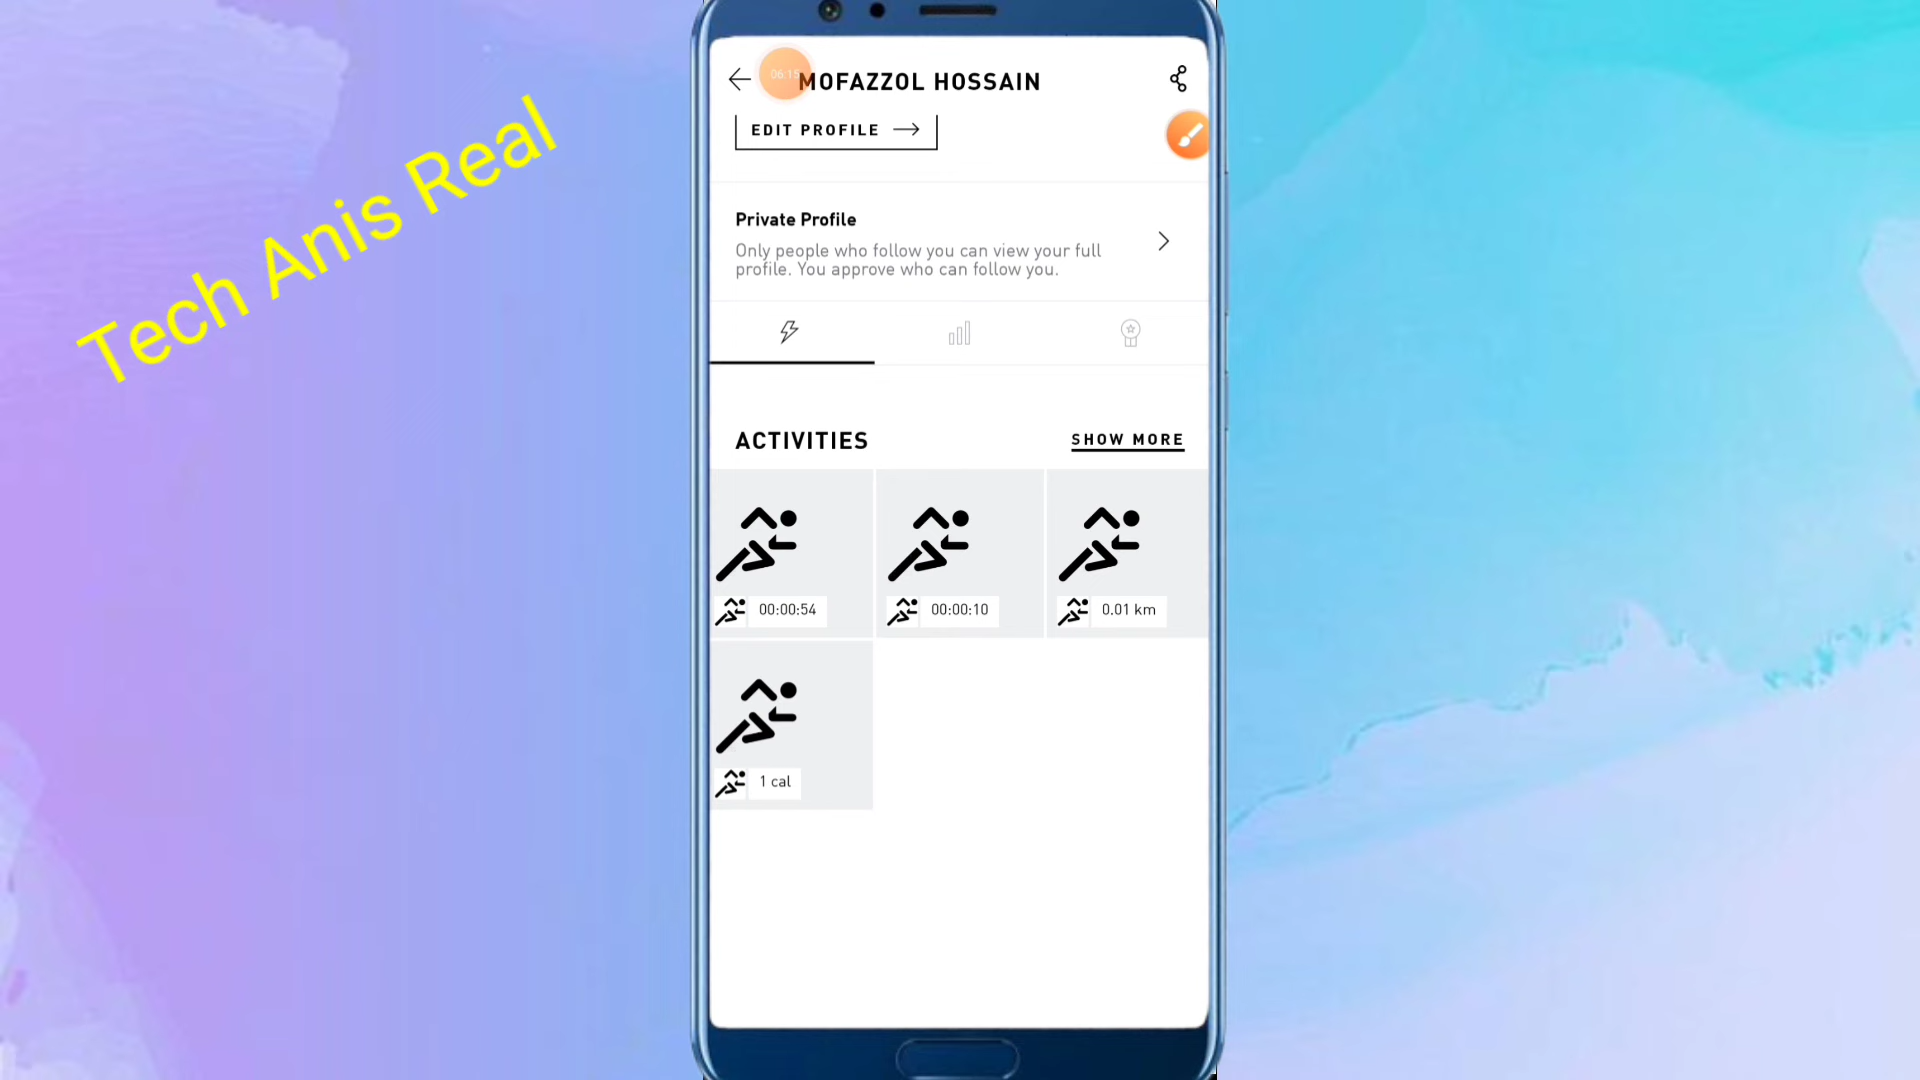 Tech Anis Real
06:15
MOFAZZOL HOSSAIN
EDIT PROFILE
Private Profile
Only people who follow you can view your full
profile. You approve who can follow you.
ACTIVITIES
SHOW MORE
00:00:54
00:00:10
0.01 km
1 cal